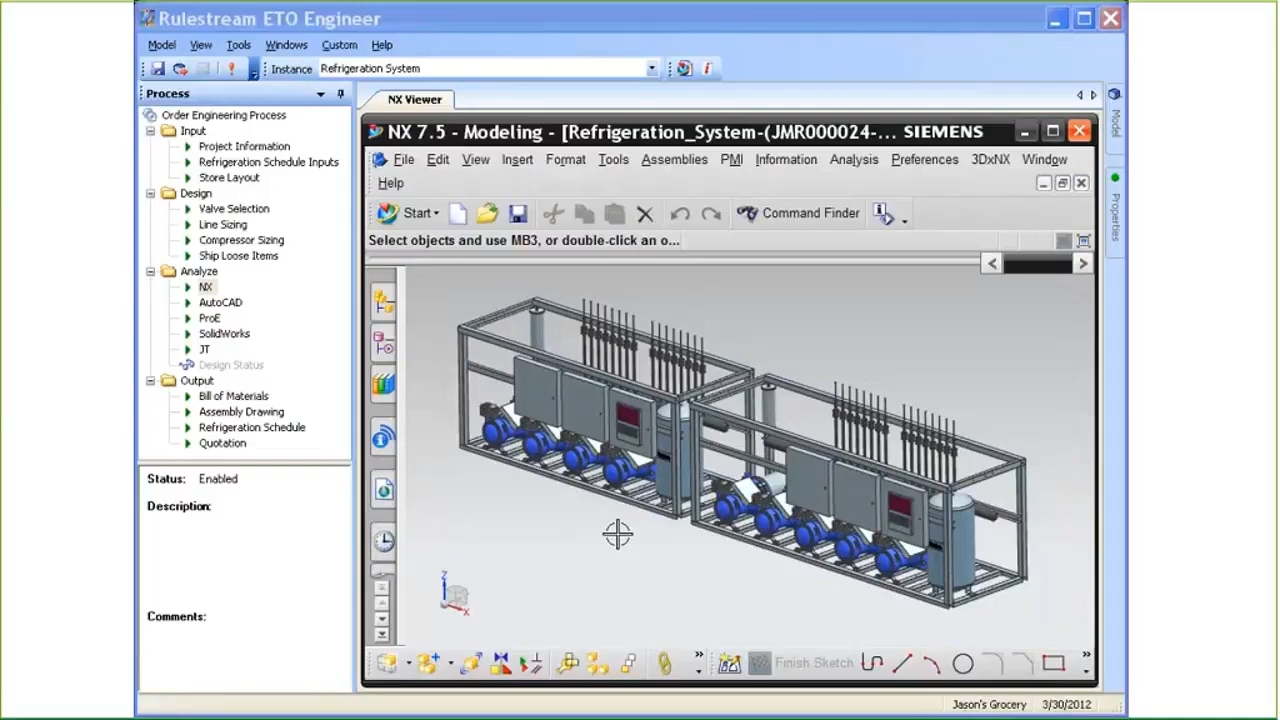 Rulestream ETO Engineer
Model View Tools Windows Custom Help
Instance Refrigeration System
Process
Order Engineering Process
Input
Project Information
Refrigeration Schedule Inputs
Store Layout
Design
Valve Selection
Line Sizing
Compressor Sizing
Ship Loose Items
Analyze
NX
AutoCAD
ProE
SolidWorks
JT
Design Status
Output
Bill of Materials
Assembly Drawing
Refrigeration Schedule
Quotation
Status: Enabled
Description:
Comments:
NX Viewer
NX 7.5 - Modeling - [Refrigeration_System-(JMR000024-... SIEMENS
File Edit View Insert Format Tools Assemblies PMI Information Analysis Preferences 3DxNX Window
Help
Start Command Finder
Select objects and use MB3, or double-click an o...
Z
X
Finish Sketch
Model
Properties
Jason's Grocery 3/30/2012